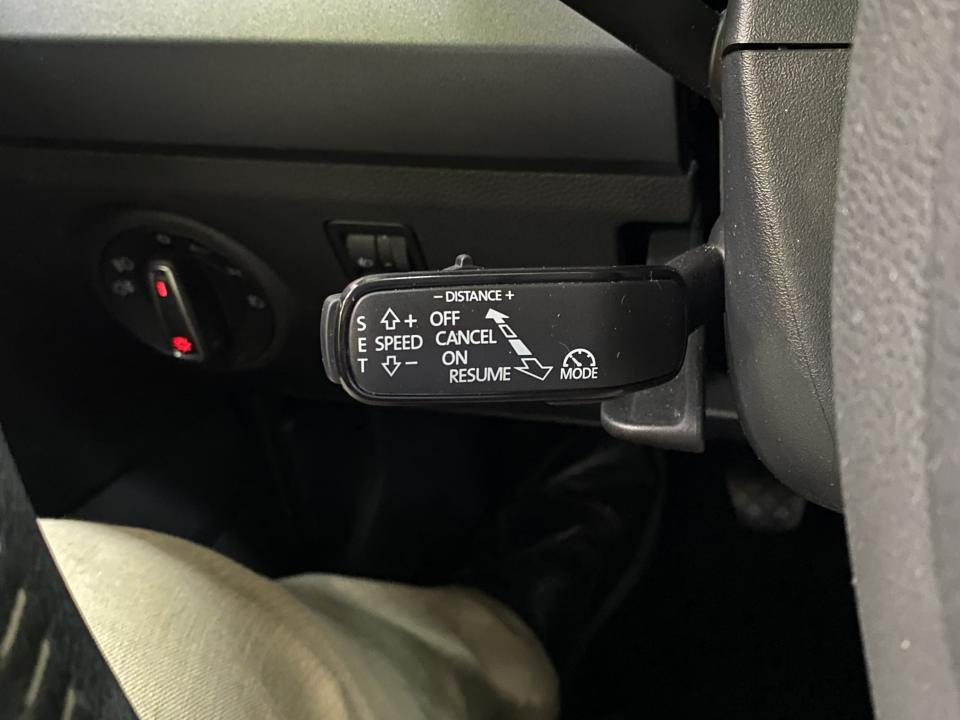 − DISTANCE +
S + OFF
E SPEED CANCEL
T − ON
RESUME MODE